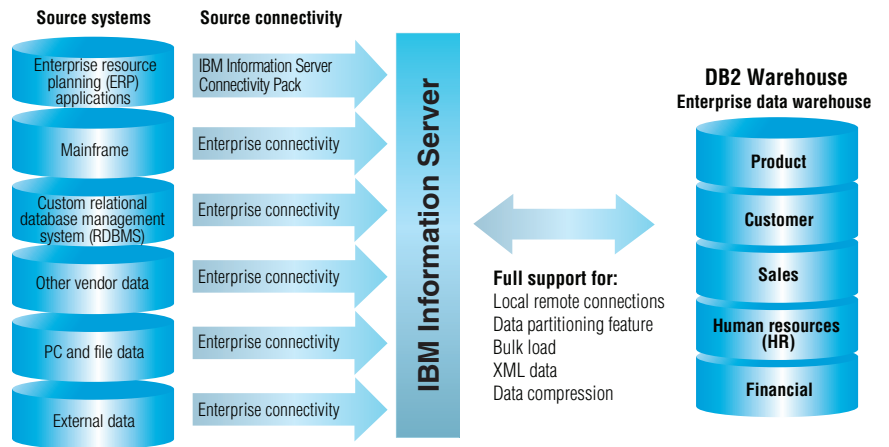 Source systems
Source connectivity
Enterprise resource
planning (ERP)
applications
IBM Information Server
Connectivity Pack
Mainframe
Enterprise connectivity
Custom relational
database management
system (RDBMS)
Enterprise connectivity
Other vendor data
Enterprise connectivity
PC and file data
Enterprise connectivity
External data
Enterprise connectivity
IBM Information Server
Full support for:
Local remote connections
Data partitioning feature
Bulk load
XML data
Data compression
DB2 Warehouse
Enterprise data warehouse
Product
Customer
Sales
Human resources
(HR)
Financial